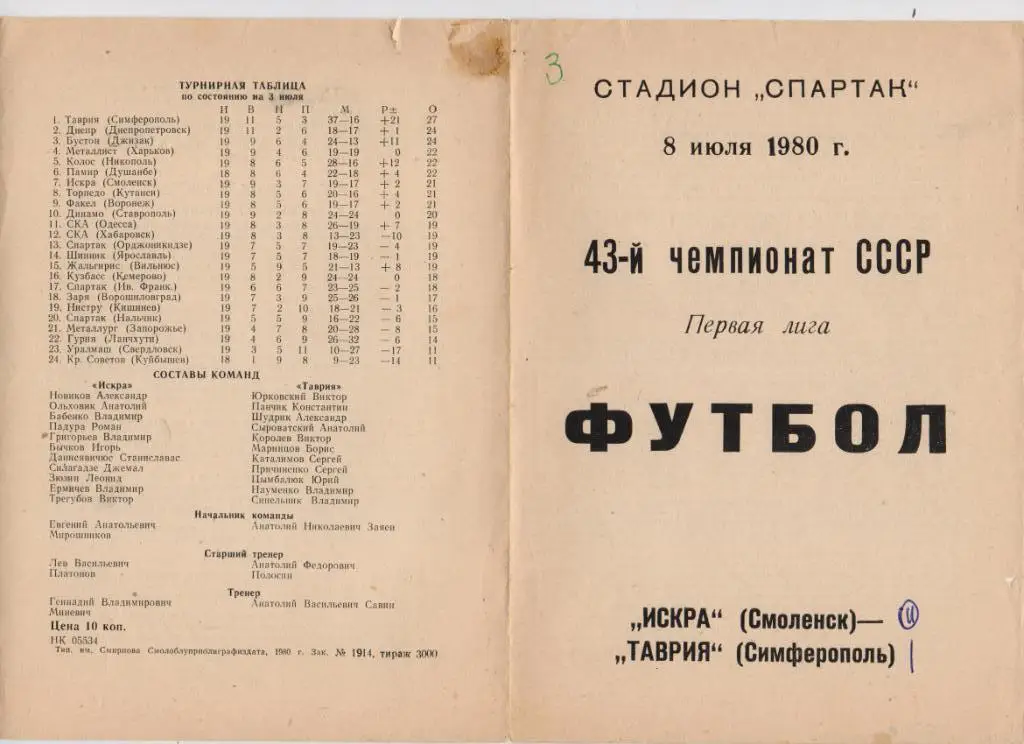 ТУРНИРНАЯ ТАБЛИЦА
по состоянию на 3 июля
И В Н П М Р± О
1. Таврия (Симферополь) 19 11 5 3 37—16 +21 27
2. Днепр (Днепропетровск) 19 11 2 6 18—17 + 1 24
3. Бустон (Джизак) 19 9 6 4 24—13 +11 24
4. Металлист (Харьков) 19 9 4 6 19—19 0 22
5. Колос (Никополь) 19 8 6 5 28—16 +12 22
6. Памир (Душанбе) 18 8 6 4 22—18 + 4 22
7. Искра (Смоленск) 19 9 3 7 19—17 + 2 21
8. Торпедо (Кутаиси) 19 8 5 6 20—16 + 4 21
9. Факел (Воронеж) 19 8 5 6 19—17 + 2 21
10. Динамо (Ставрополь) 19 9 2 8 24—24 0 20
11. СКА (Одесса) 19 8 3 8 26—19 + 7 19
12. СКА (Хабаровск) 19 8 3 8 13—23 —10 19
13. Спартак (Орджоникидзе) 19 7 5 7 19—23 — 4 19
14. Шинник (Ярославль) 19 7 5 7 18—19 — 1 19
15. Жальгирис (Вильнюс) 19 5 9 5 21—13 + 8 19
16. Кузбасс (Кемерово) 19 8 2 9 24—24 0 18
17. Спартак (Ив. Франк.) 19 6 6 7 23—25 — 2 18
18. Заря (Ворошиловград) 19 7 3 9 25—26 — 1 17
19. Нистру (Кишинев) 19 7 2 10 18—21 — 3 16
20. Спартак (Нальчик) 19 5 5 9 16—22 — 6 15
21. Металлург (Запорожье) 19 4 7 8 20—28 — 8 15
22. Гурия (Ланчхути) 19 4 6 9 26—32 — 6 14
23. Уралмаш (Свердловск) 19 3 5 11 10—27 —17 11
24. Кр. Советов (Куйбышев) 18 1 9 8 9—23 —14 11
СОСТАВЫ КОМАНД
«Искра» «Таврия»
Новиков Александр Юрковский Виктор
Ольховик Анатолий Панчик Константин
Бабенко Владимир Шудрик Александр
Падура Роман Сыроватский Анатолий
Григорьев Владимир Королев Виктор
Бычков Игорь Маринцов Борис
Даниевичюс Станиславас Каталимов Сергей
Силагадзе Джемал Причиненко Сергей
Зюзин Леонид Цымбалюк Юрий
Ермичев Владимир Науменко Владимир
Трегубов Виктор Синельник Владимир
Начальник команды
Евгений Анатольевич Анатолий Николаевич Заяев
Мирошников
Старший тренер
Лев Васильевич Анатолий Федорович
Платонов Полосин
Тренер
Геннадий Владимирович Анатолий Васильевич Савин
Миневич
Цена 10 коп.
НК 05534
Тип. им. Смирнова Смолоблуприолиграфиздата, 1980 г. Зак. № 1914, тираж 3000
3
СТАДИОН „СПАРТАК“
8 июля 1980 г.
43-й чемпионат СССР
Первая лига
ФУТБОЛ
„ИСКРА“ (Смоленск)—
„ТАВРИЯ“ (Симферополь)